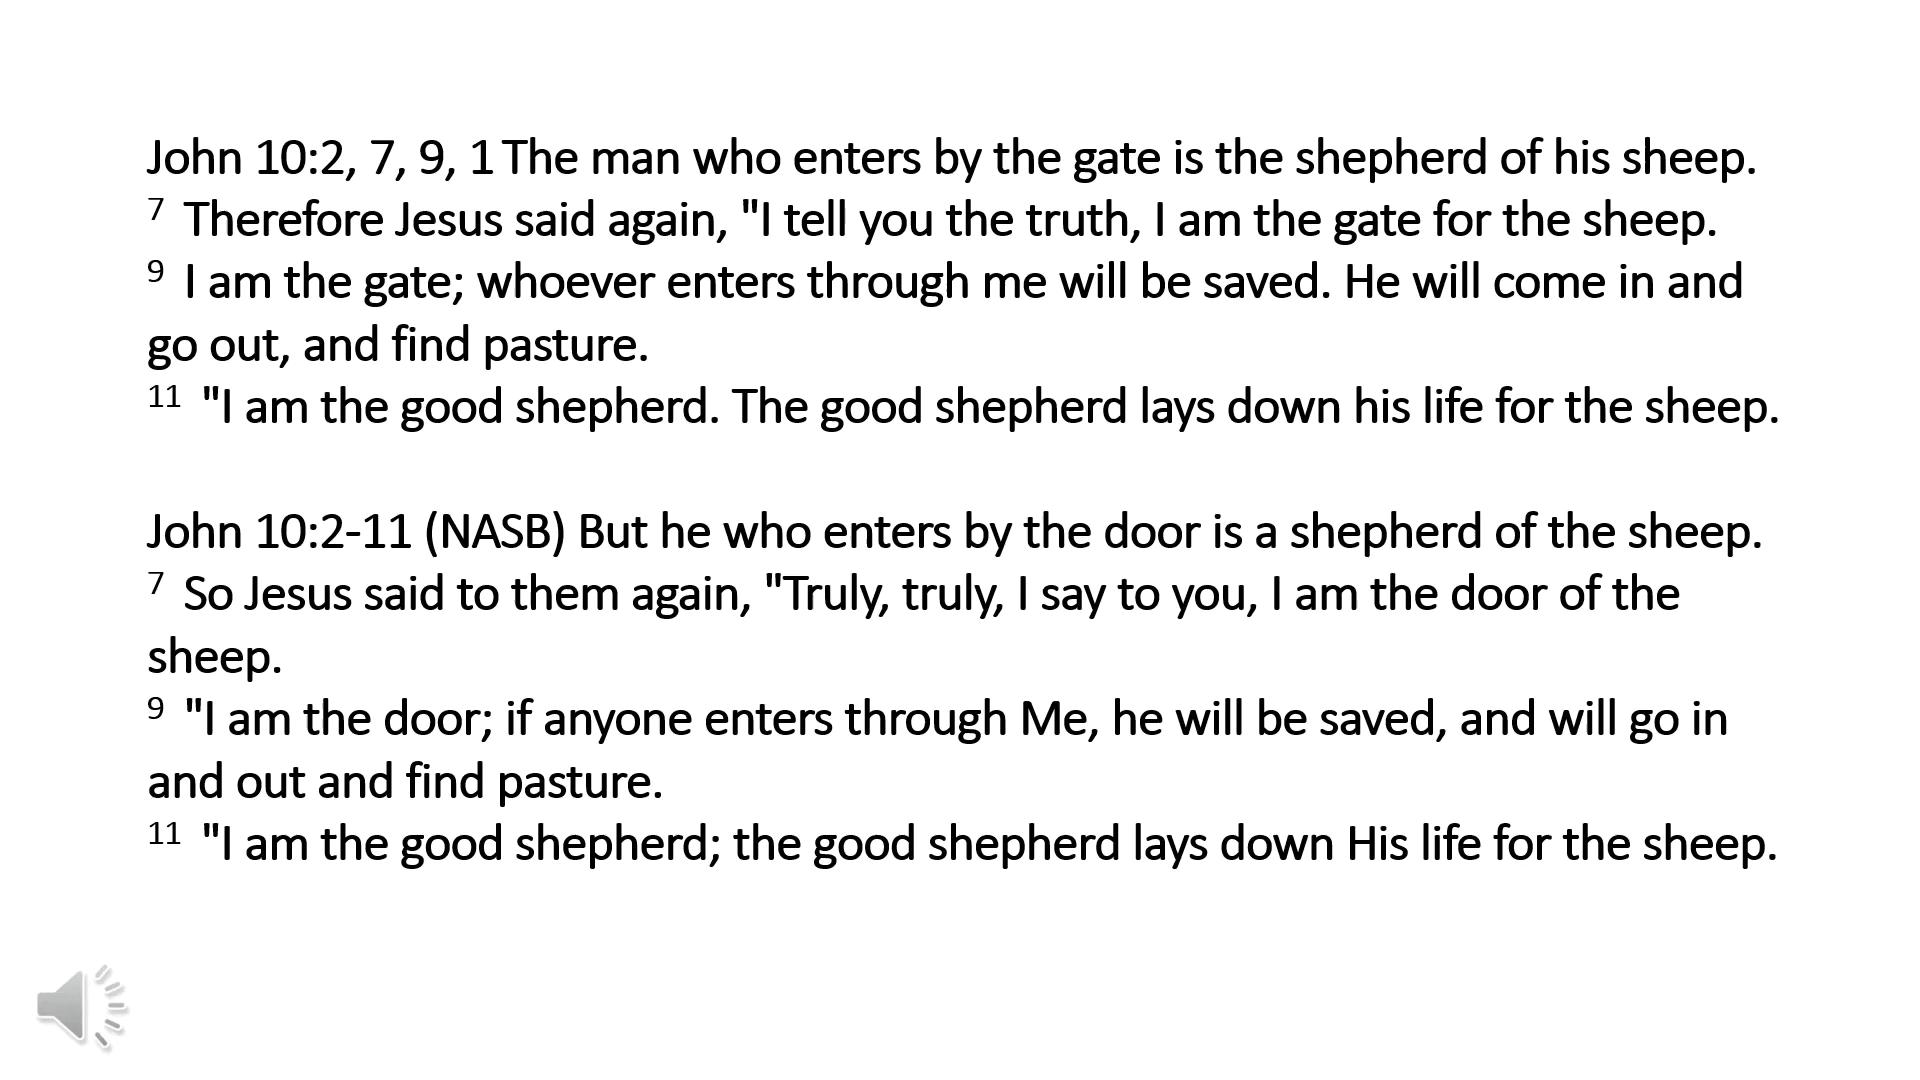 John 10:2, 7, 9, 1 The man who enters by the gate is the shepherd of his sheep.
7 Therefore Jesus said again, "I tell you the truth, I am the gate for the sheep.
9 I am the gate; whoever enters through me will be saved. He will come in and
go out, and find pasture.
11 "I am the good shepherd. The good shepherd lays down his life for the sheep.
John 10:2-11 (NASB) But he who enters by the door is a shepherd of the sheep.
7 So Jesus said to them again, "Truly, truly, I say to you, I am the door of the
sheep.
9 "I am the door; if anyone enters through Me, he will be saved, and will go in
and out and find pasture.
11 "I am the good shepherd; the good shepherd lays down His life for the sheep.